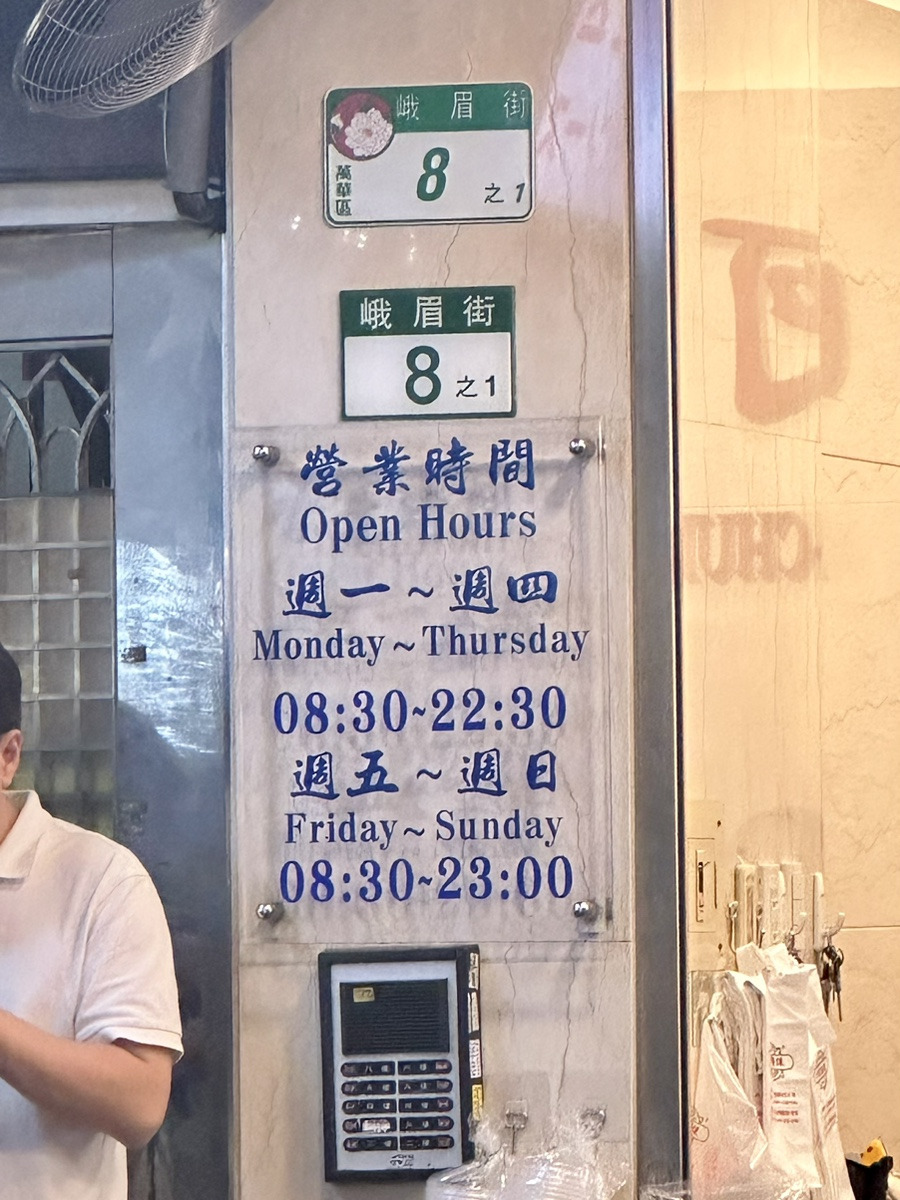 峨眉街
8之1
萬華區
峨眉街
8之1
營業時間
Open Hours
週一～週四
Monday～Thursday
08:30~22:30
週五～週日
Friday～Sunday
08:30~23:00